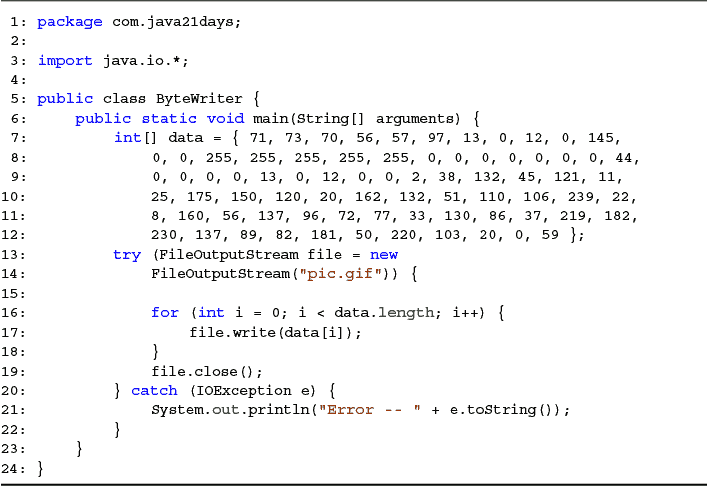 1: package com.java21days;
2:
3: import java.io.*;
4:
5: public class ByteWriter {
6:     public static void main(String[] arguments) {
7:         int[] data = { 71, 73, 70, 56, 57, 97, 13, 0, 12, 0, 145,
8:             0, 0, 255, 255, 255, 255, 255, 0, 0, 0, 0, 0, 0, 0, 44,
9:             0, 0, 0, 0, 13, 0, 12, 0, 0, 2, 38, 132, 45, 121, 11,
10:             25, 175, 150, 120, 20, 162, 132, 51, 110, 106, 239, 22,
11:             8, 160, 56, 137, 96, 72, 77, 33, 130, 86, 37, 219, 182,
12:             230, 137, 89, 82, 181, 50, 220, 103, 20, 0, 59 };
13:         try (FileOutputStream file = new
14:             FileOutputStream("pic.gif")) {
15:
16:             for (int i = 0; i < data.length; i++) {
17:                 file.write(data[i]);
18:             }
19:             file.close();
20:         } catch (IOException e) {
21:             System.out.println("Error -- " + e.toString());
22:         }
23:     }
24: }